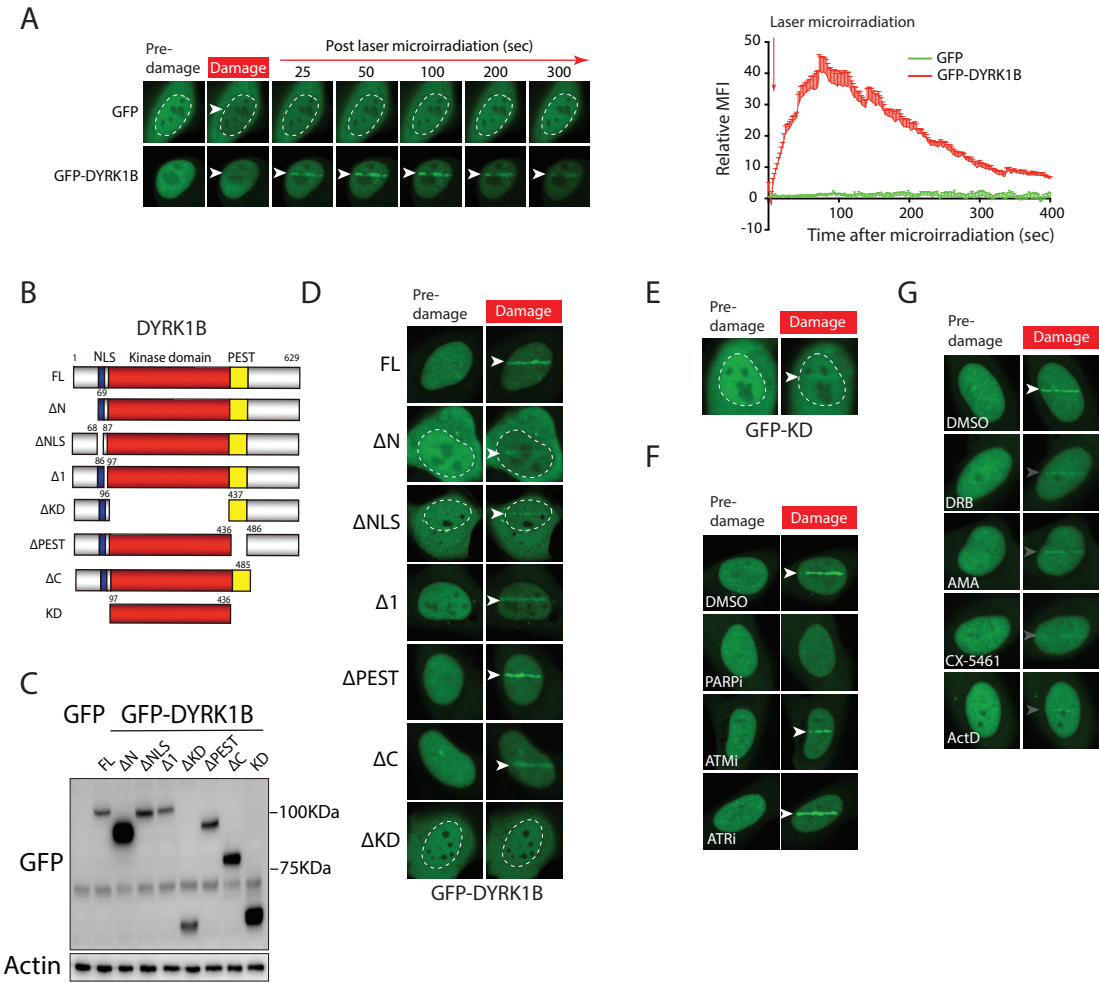 A
Pre-
damage
Damage
Post laser microirradiation (sec)
25 50 100 200 300
GFP
GFP-DYRK1B
Laser microirradiation
GFP
GFP-DYRK1B
Relative MFI
50
40
30
20
10
0
-10
100 200 300 400
Time after microirradiation (sec)
B
DYRK1B
1 NLS Kinase domain PEST 629
FL
69
ΔN
68 87
ΔNLS
86 97
Δ1
96 437
ΔKD
436 486
ΔPEST
485
ΔC
97 436
KD
C
GFP GFP-DYRK1B
FL ΔN ΔNLS Δ1 ΔKD ΔPEST ΔC KD
GFP
–100KDa
–75KDa
Actin
D
Pre-
damage
Damage
FL
ΔN
ΔNLS
Δ1
ΔPEST
ΔC
ΔKD
GFP-DYRK1B
E
Pre-
damage
Damage
GFP-KD
F
Pre-
damage
Damage
DMSO
PARPi
ATMi
ATRi
G
Pre-
damage
Damage
DMSO
DRB
AMA
CX-5461
ActD